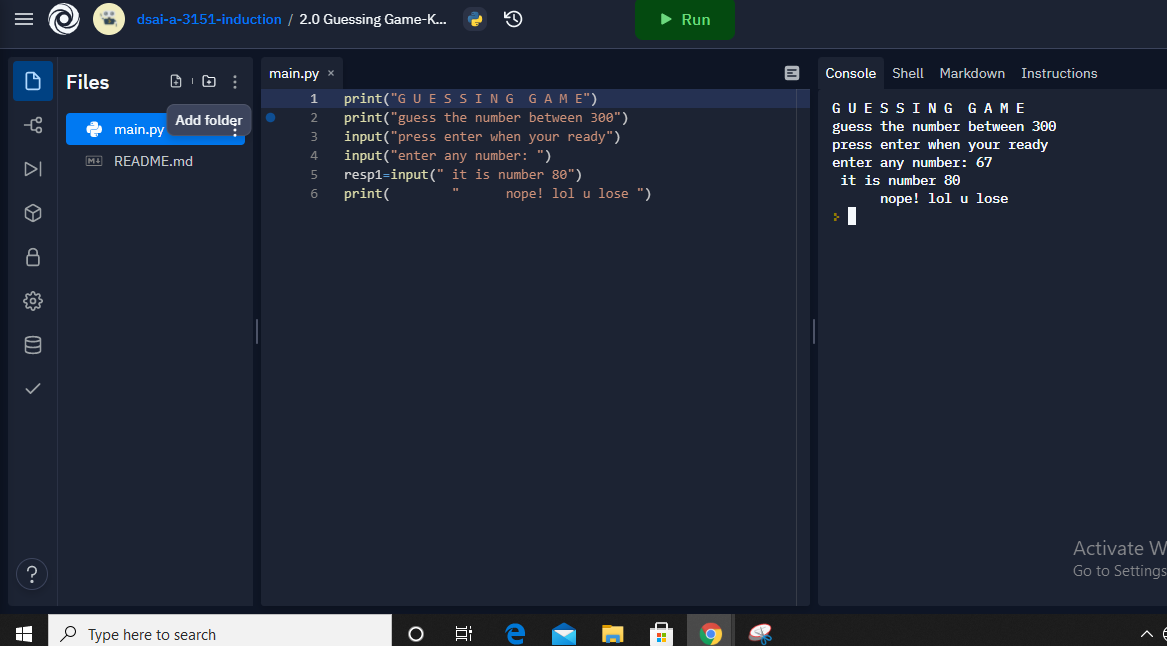 dsai-a-3151-induction / 2.0 Guessing Game-K...
Run
Files
main.py
Add folder
README.md
main.py ×
1 print("G U E S S I N G  G A M E")
2 print("guess the number between 300")
3 input("press enter when your ready")
4 input("enter any number: ")
5 resp1=input(" it is number 80")
6 print(        "      nope! lol u lose ")
Console Shell Markdown Instructions
G U E S S I N G  G A M E
guess the number between 300
press enter when your ready
enter any number: 67
 it is number 80
      nope! lol u lose
Activate W
Go to Settings
?
Type here to search